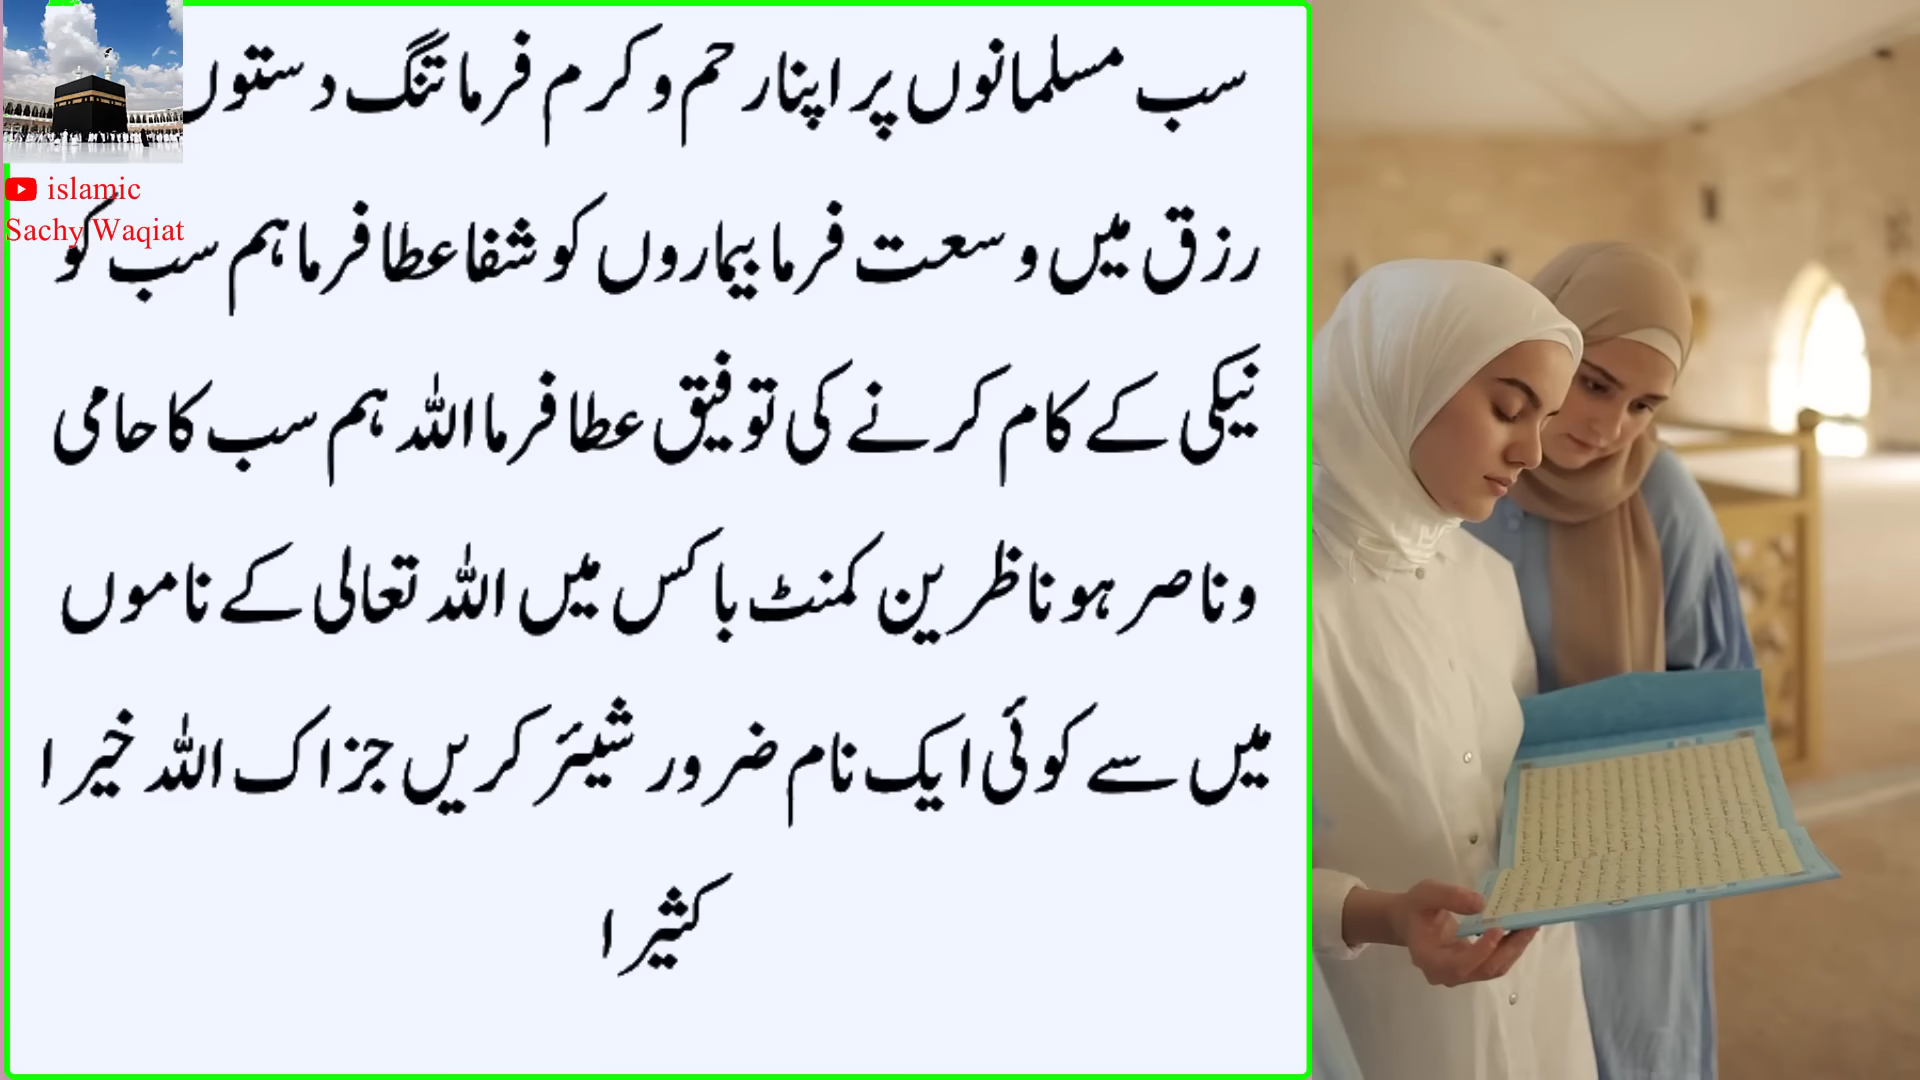 سب مسلمانوں پر اپنا رحم و کرم فرما تنگ دستوں
رزق میں وسعت فرما بیماروں کو شفا عطا فرما ہم سب کو
نیکی کے کام کرنے کی توفیق عطا فرما اللہ ہم سب کا حامی
و ناصر ہو ناظرین کمنٹ باکس میں اللہ تعالی کے ناموں
میں سے کوئی ایک نام ضرور شیئر کریں جزاک اللہ خیرا
کثیرا
islamic
Sachy Waqiat